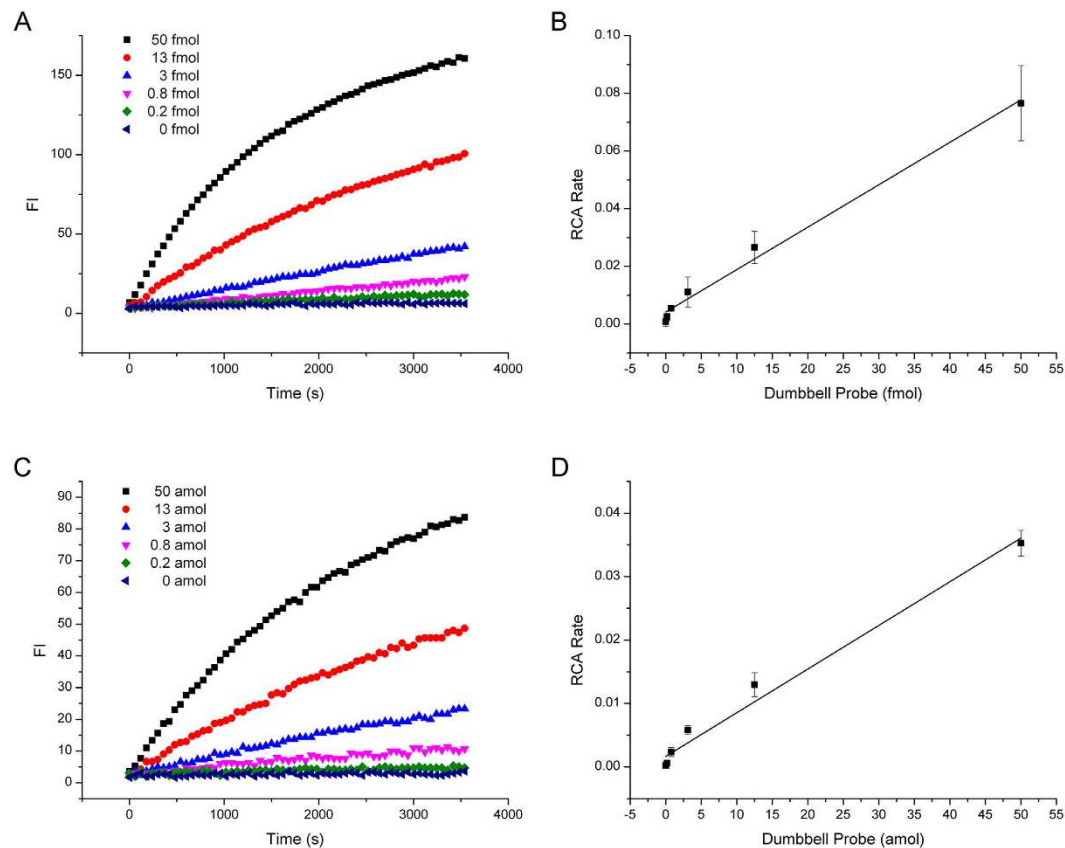 A
50 fmol
13 fmol
3 fmol
0.8 fmol
0.2 fmol
0 fmol
150
100
50
0
FI
0 1000 2000 3000 4000
Time (s)
B
0.10
0.08
0.06
0.04
0.02
0.00
RCA Rate
-5 0 5 10 15 20 25 30 35 40 45 50 55
Dumbbell Probe (fmol)
C
50 amol
13 amol
3 amol
0.8 amol
0.2 amol
0 amol
90
80
70
60
50
40
30
20
10
0
FI
0 1000 2000 3000 4000
Time (s)
D
0.04
0.03
0.02
0.01
0.00
RCA Rate
-5 0 5 10 15 20 25 30 35 40 45 50 55
Dumbbell Probe (amol)